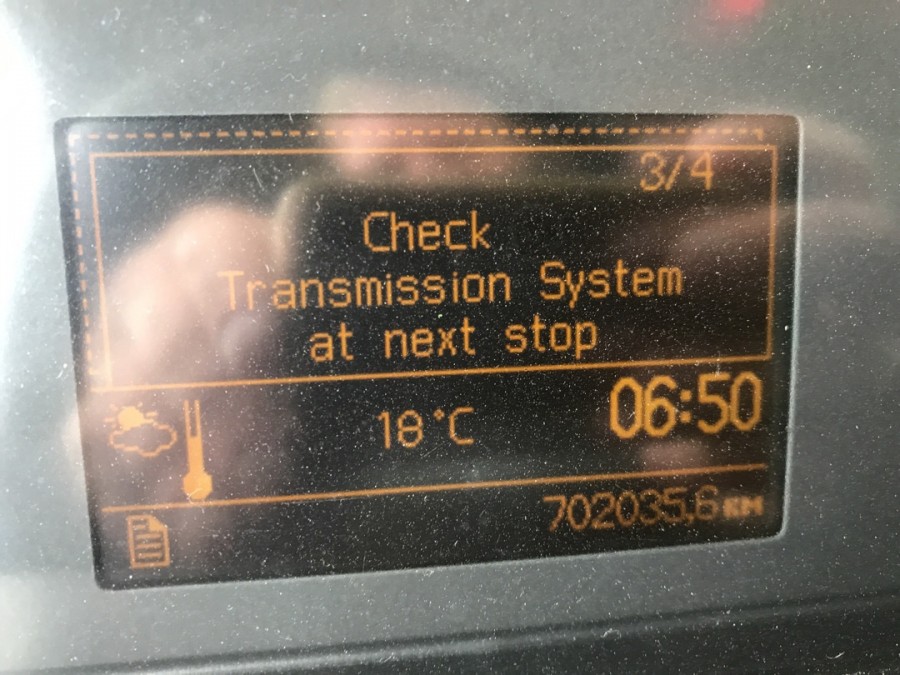 3/4
Check
Transmission System
at next stop
18°C
06:50
702035,6 KM